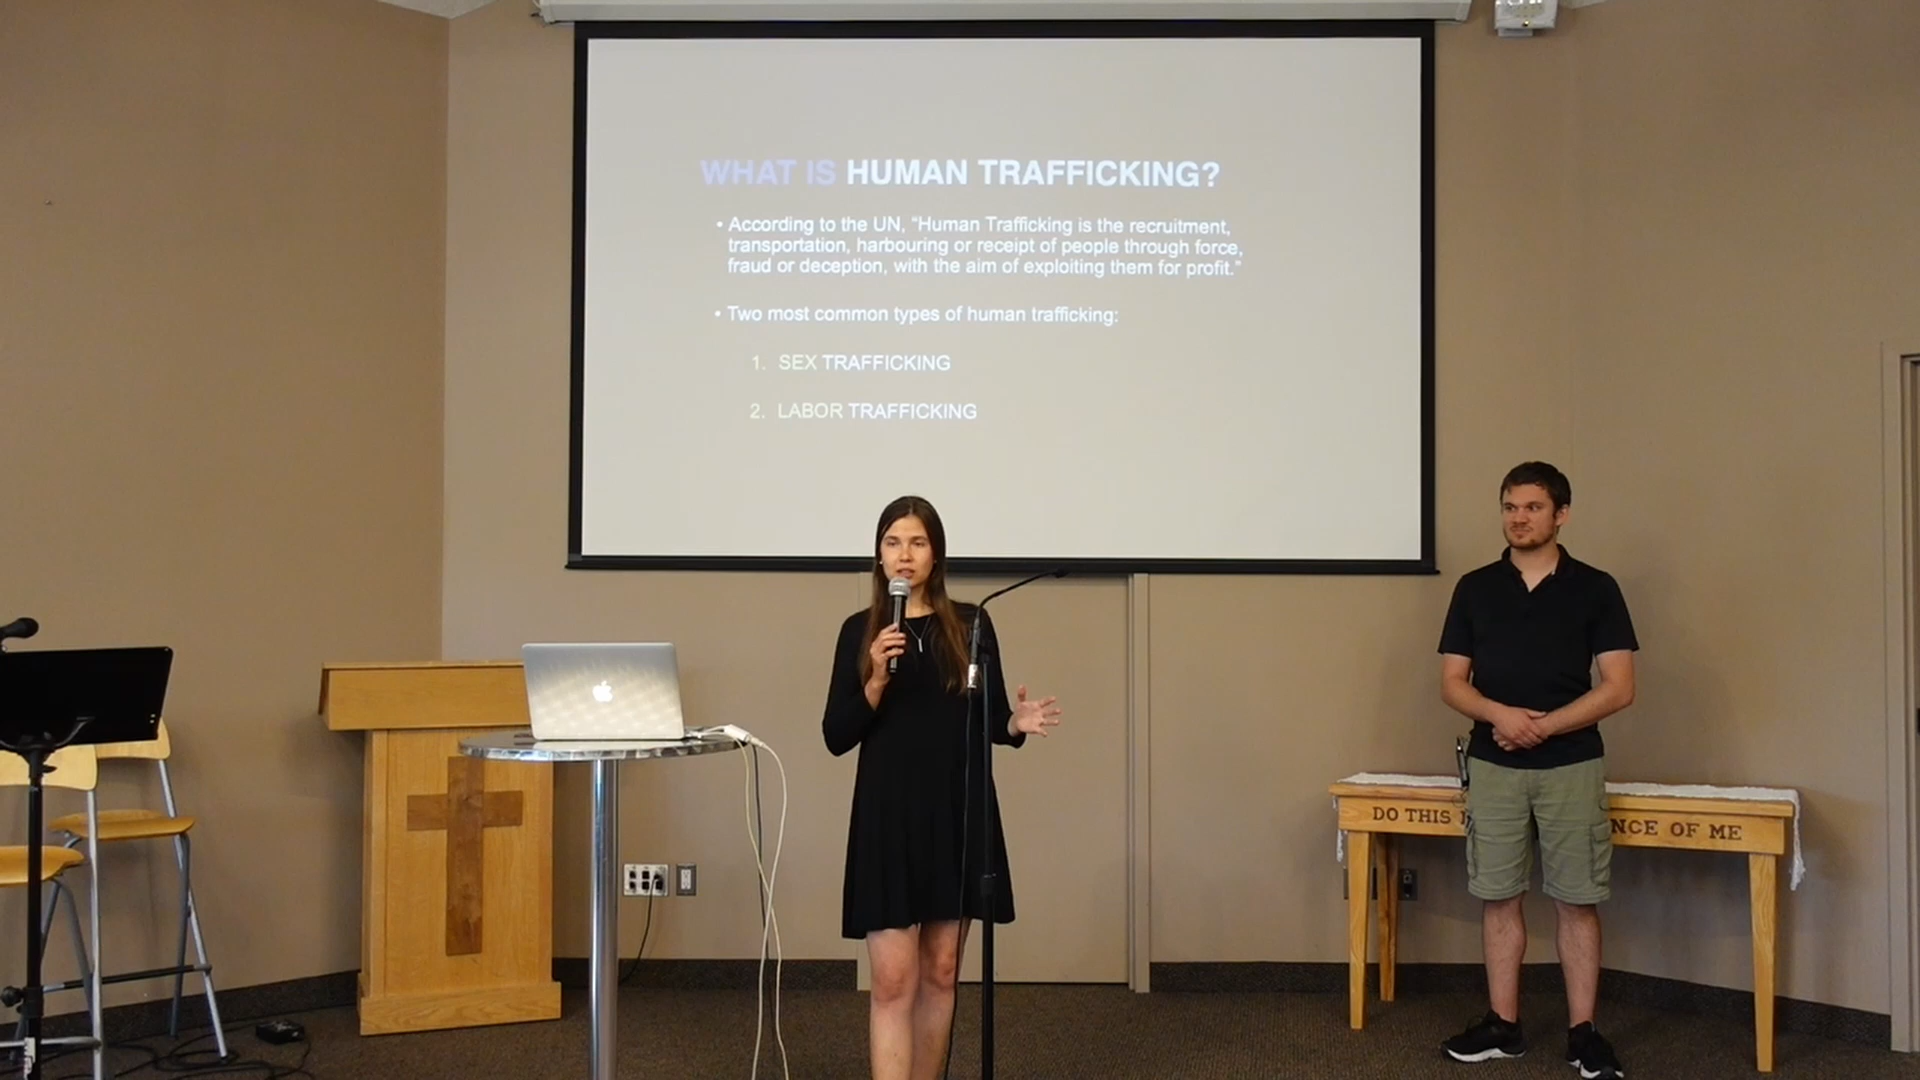 WHAT IS HUMAN TRAFFICKING?
• According to the UN, “Human Trafficking is the recruitment,
transportation, harbouring or receipt of people through force,
fraud or deception, with the aim of exploiting them for profit.”
• Two most common types of human trafficking:
1. SEX TRAFFICKING
2. LABOR TRAFFICKING
DO THIS NCE OF ME